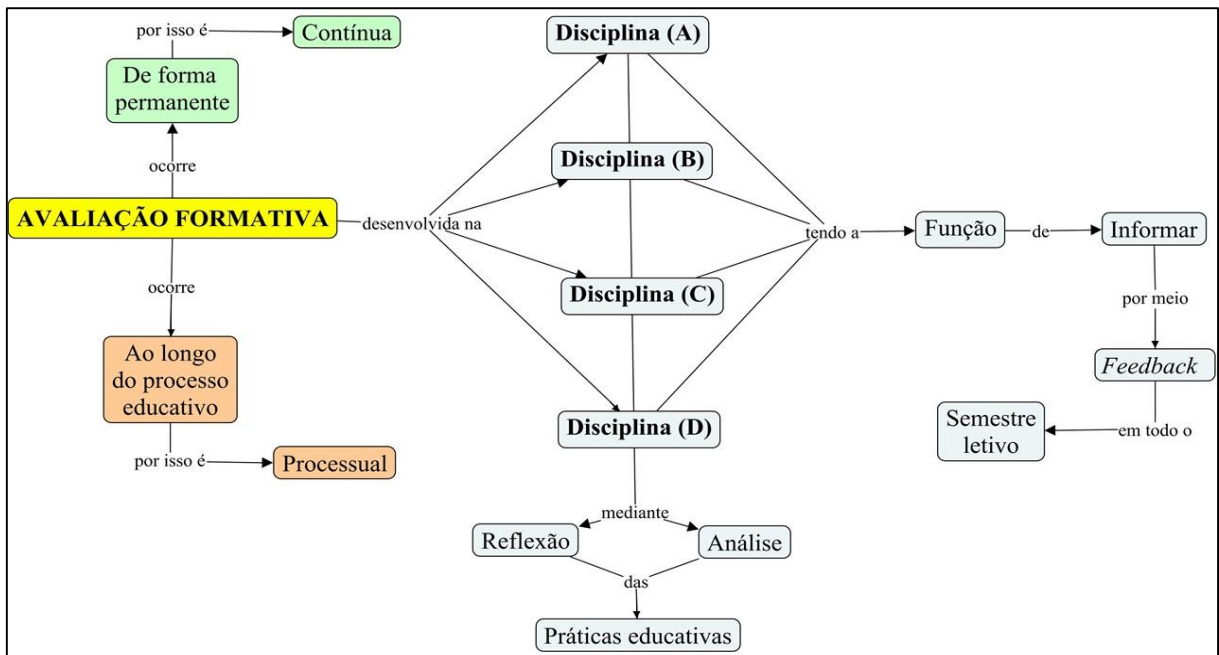 por isso é
Contínua
De forma
permanente
ocorre
AVALIAÇÃO FORMATIVA
ocorre
Ao longo
do processo
educativo
por isso é
Processual
desenvolvida na
Disciplina (A)
Disciplina (B)
Disciplina (C)
Disciplina (D)
mediante
Reflexão
Análise
das
Práticas educativas
tendo a
Função
de
Informar
por meio
Feedback
em todo o
Semestre
letivo